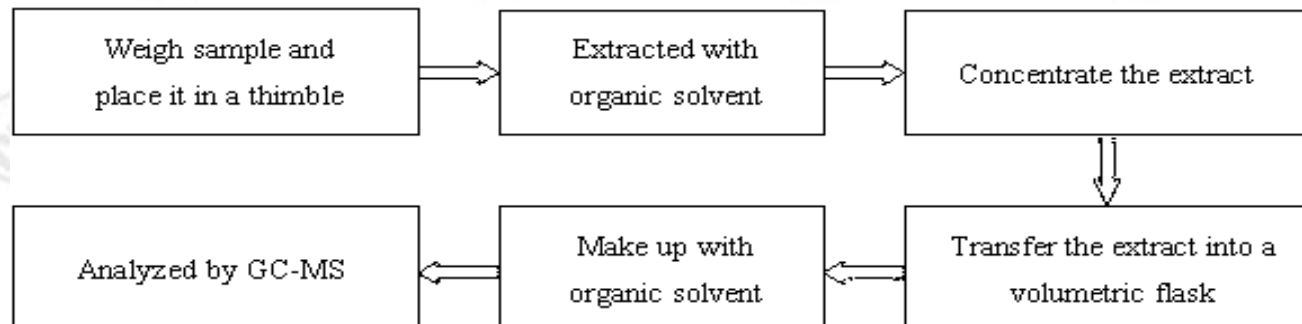 Weigh sample and
place it in a thimble
Extracted with
organic solvent
Concentrate the extract
Transfer the extract into a
volumetric flask
Make up with
organic solvent
Analyzed by GC-MS